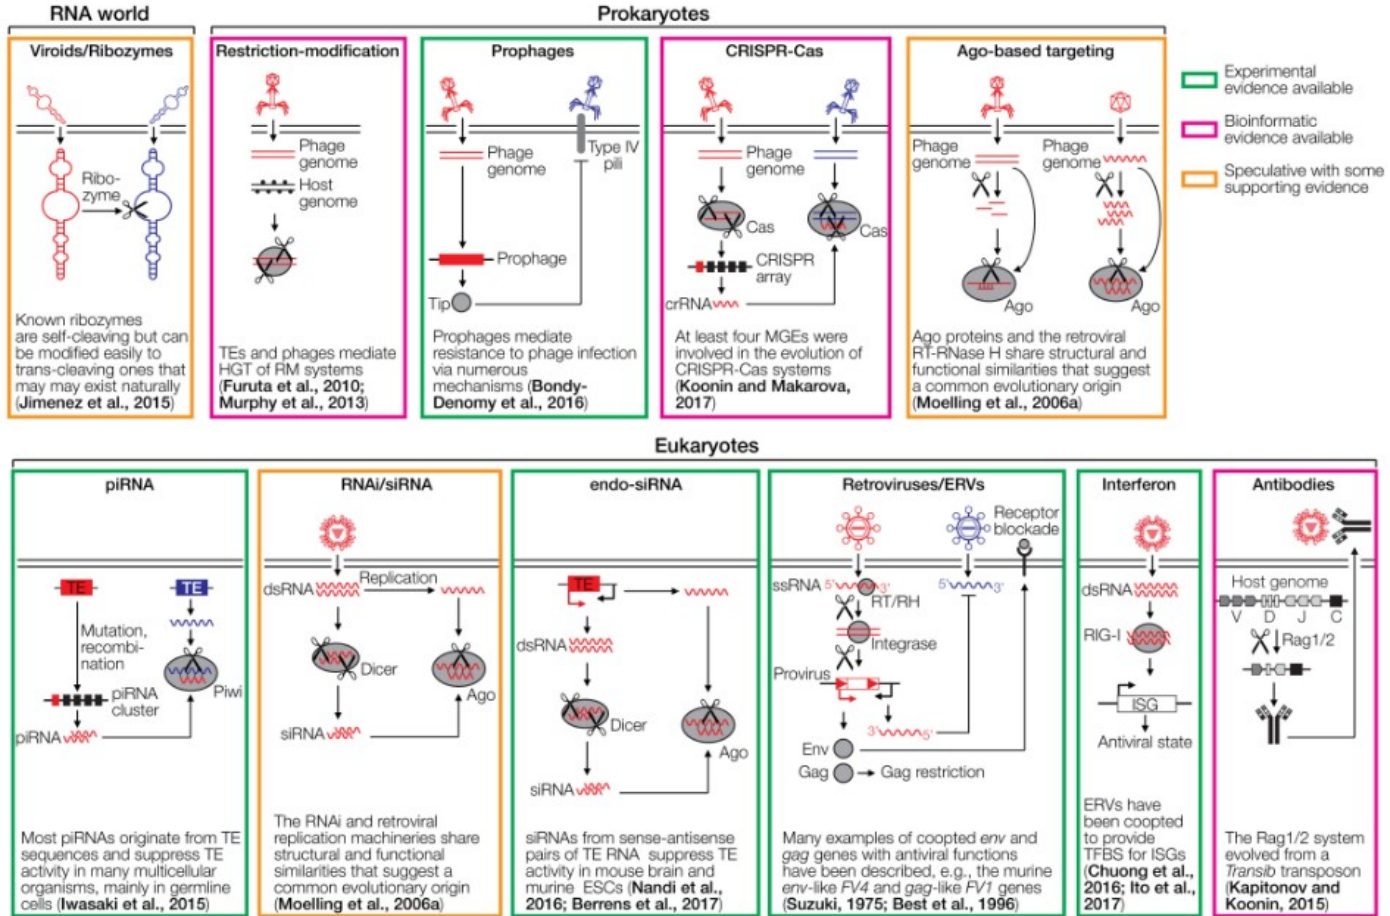 RNA world
Prokaryotes
Viroids/Ribozymes
Ribo-
zyme
Known ribozymes
are self-cleaving but can
be modified easily to
trans-cleaving ones that
may may exist naturally
(Jimenez et al., 2015)
Restriction-modification
Phage
genome
Host
genome
TEs and phages mediate
HGT of RM systems
(Furuta et al., 2010;
Murphy et al., 2013)
Prophages
Phage
genome
Type IV
pili
Prophage
Tip
Prophages mediate
resistance to phage infection
via numerous
mechanisms (Bondy-
Denomy et al., 2016)
CRISPR-Cas
Phage
genome
Cas
Cas
CRISPR
array
crRNA
At least four MGEs were
involved in the evolution of
CRISPR-Cas systems
(Koonin and Makarova,
2017)
Ago-based targeting
Phage
genome
Phage
genome
Ago
Ago
Ago proteins and the retroviral
RT-RNase H share structural and
functional similarities that suggest
a common evolutionary origin
(Moelling et al., 2006a)
Experimental
evidence available
Bioinformatic
evidence available
Speculative with some
supporting evidence
Eukaryotes
piRNA
TE
TE
Mutation,
recombi-
nation
piRNA
cluster
Piwi
piRNA
Most piRNAs originate from TE
sequences and suppress TE
activity in many multicellular
organisms, mainly in germline
cells (Iwasaki et al., 2015)
RNAi/siRNA
dsRNA
Replication
Dicer
Ago
siRNA
The RNAi and retroviral
replication machineries share
structural and functional
similarities that suggest a
common evolutionary origin
(Moelling et al., 2006a)
endo-siRNA
TE
dsRNA
Dicer
Ago
siRNA
siRNAs from sense-antisense
pairs of TE RNA suppress TE
activity in mouse brain and
murine ESCs (Nandi et al.,
2016; Berrens et al., 2017)
Retroviruses/ERVs
Receptor
blockade
ssRNA 5' 3'
5' 3'
RT/RH
Integrase
Provirus
3' 5'
Env
Gag
Gag restriction
Many examples of coopted env and
gag genes with antiviral functions
have been described, e.g., the murine
env-like FV4 and gag-like FV1 genes
(Suzuki, 1975; Best et al., 1996)
Interferon
dsRNA
RIG-I
ISG
Antiviral state
ERVs have
been coopted
to provide
TFBS for ISGs
(Chuong et al.,
2016; Ito et al.,
2017)
Antibodies
Host genome
V D J C
Rag1/2
The Rag1/2 system
evolved from a
Transib transposon
(Kapitonov and
Koonin, 2015)